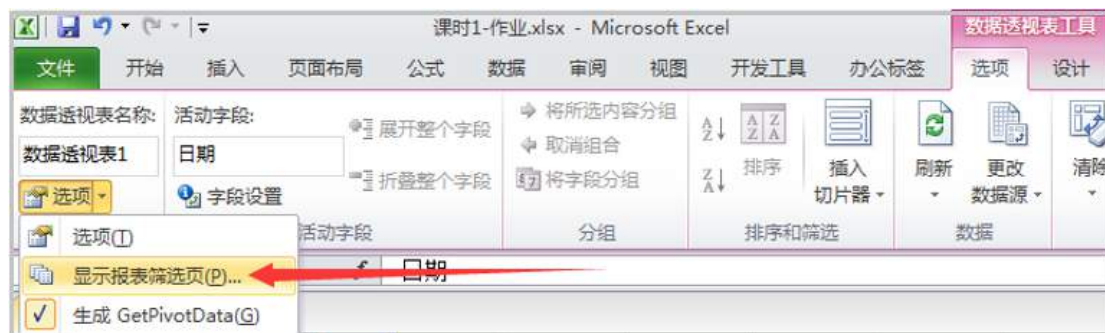 课时1-作业.xlsx - Microsoft Excel
数据透视表工具
文件 开始 插入 页面布局 公式 数据 审阅 视图 开发工具 办公标签 选项 设计
数据透视表名称: 活动字段:
数据透视表1 日期
选项 字段设置
展开整个字段
折叠整个字段
活动字段
将所选内容分组
取消组合
将字段分组
分组
排序
插入
切片器
排序和筛选
刷新
更改
数据源
数据
清除
选项(T)
显示报表筛选页(P)...
生成 GetPivotData(G)
日期